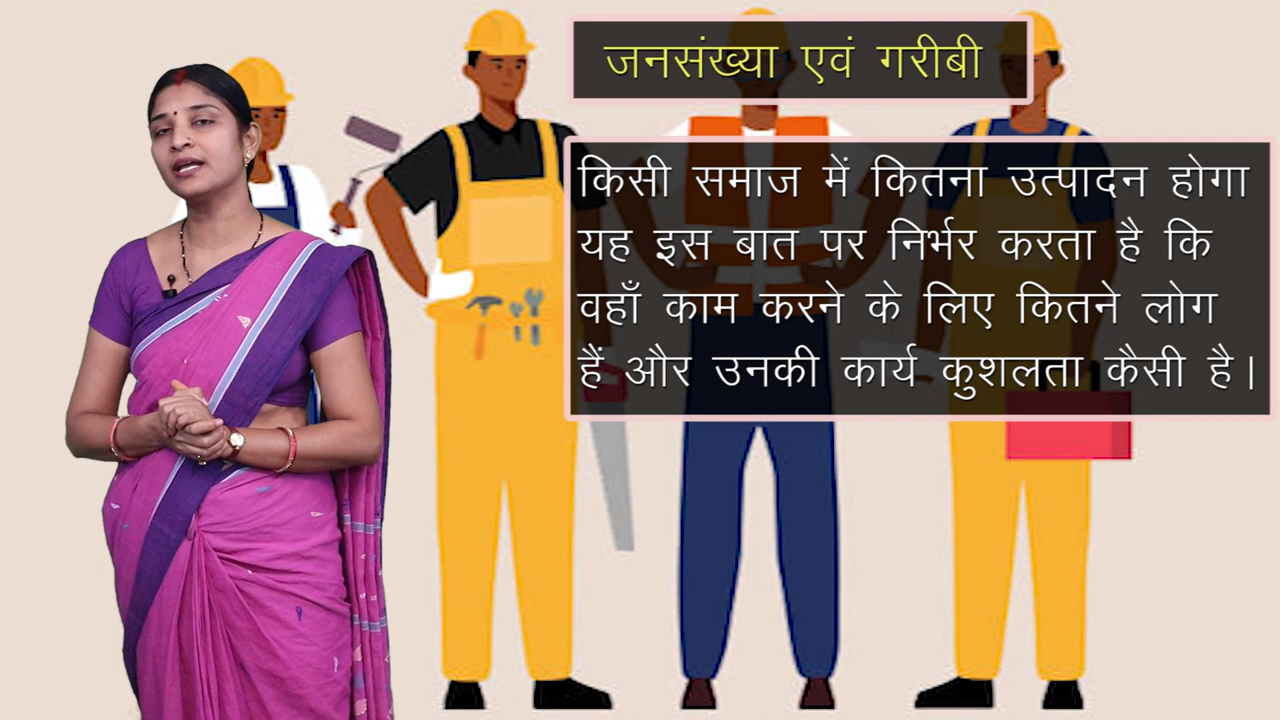 जनसंख्या एवं गरीबी
किसी समाज में कितना उत्पादन होगा
यह इस बात पर निर्भर करता है कि
वहाँ काम करने के लिए कितने लोग
हैं और उनकी कार्य कुशलता कैसी है।